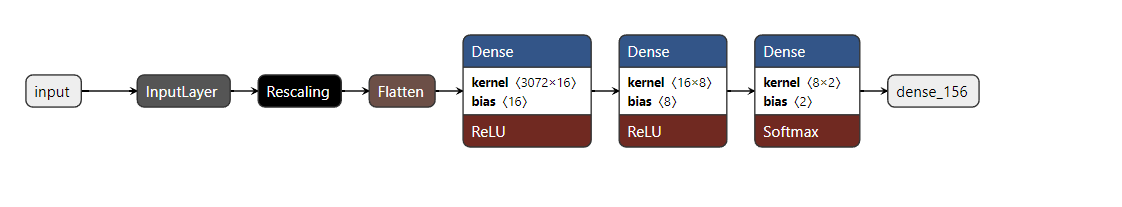 input
InputLayer
Rescaling
Flatten
Dense
kernel ⟨3072×16⟩
bias ⟨16⟩
ReLU
Dense
kernel ⟨16×8⟩
bias ⟨8⟩
ReLU
Dense
kernel ⟨8×2⟩
bias ⟨2⟩
Softmax
dense_156